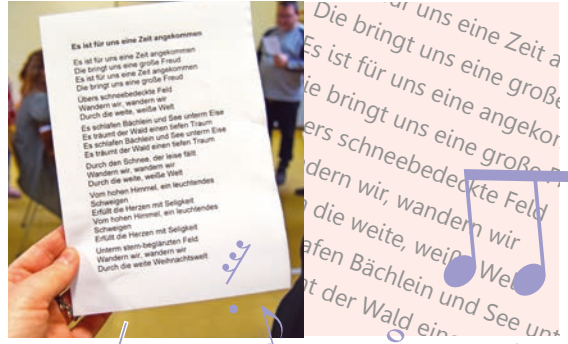 Es ist für uns eine Zeit angekommen
Es ist für uns eine Zeit angekommen
Die bringt uns eine große Freud
Es ist für uns eine Zeit angekommen
Die bringt uns eine große Freud
Übers schneebedeckte Feld
Wandern wir, wandern wir
Durch die weite, weiße Welt
Es schlafen Bächlein und See unterm Eise
Es träumt der Wald einen tiefen Traum
Es schlafen Bächlein und See unterm Eise
Es träumt der Wald einen tiefen Traum
Durch den Schnee, der leise fällt
Wandern wir, wandern wir
Durch die weite, weiße Welt
Vom hohen Himmel, ein leuchtendes
Schweigen
Erfüllt die Herzen mit Seligkeit
Vom hohen Himmel, ein leuchtendes
Schweigen
Erfüllt die Herzen mit Seligkeit
Unterm stern-beglänzten Feld
Wandern wir, wandern wir
Durch die weite Weihnachtswelt
für uns eine Zeit a
Die bringt uns eine große
Es ist für uns eine angekor
ie bringt uns eine große F
ers schneebedeckte Feld
dern wir, wandern wir
die weite, weiße Wel
afen Bächlein und See unt
t der Wald eine